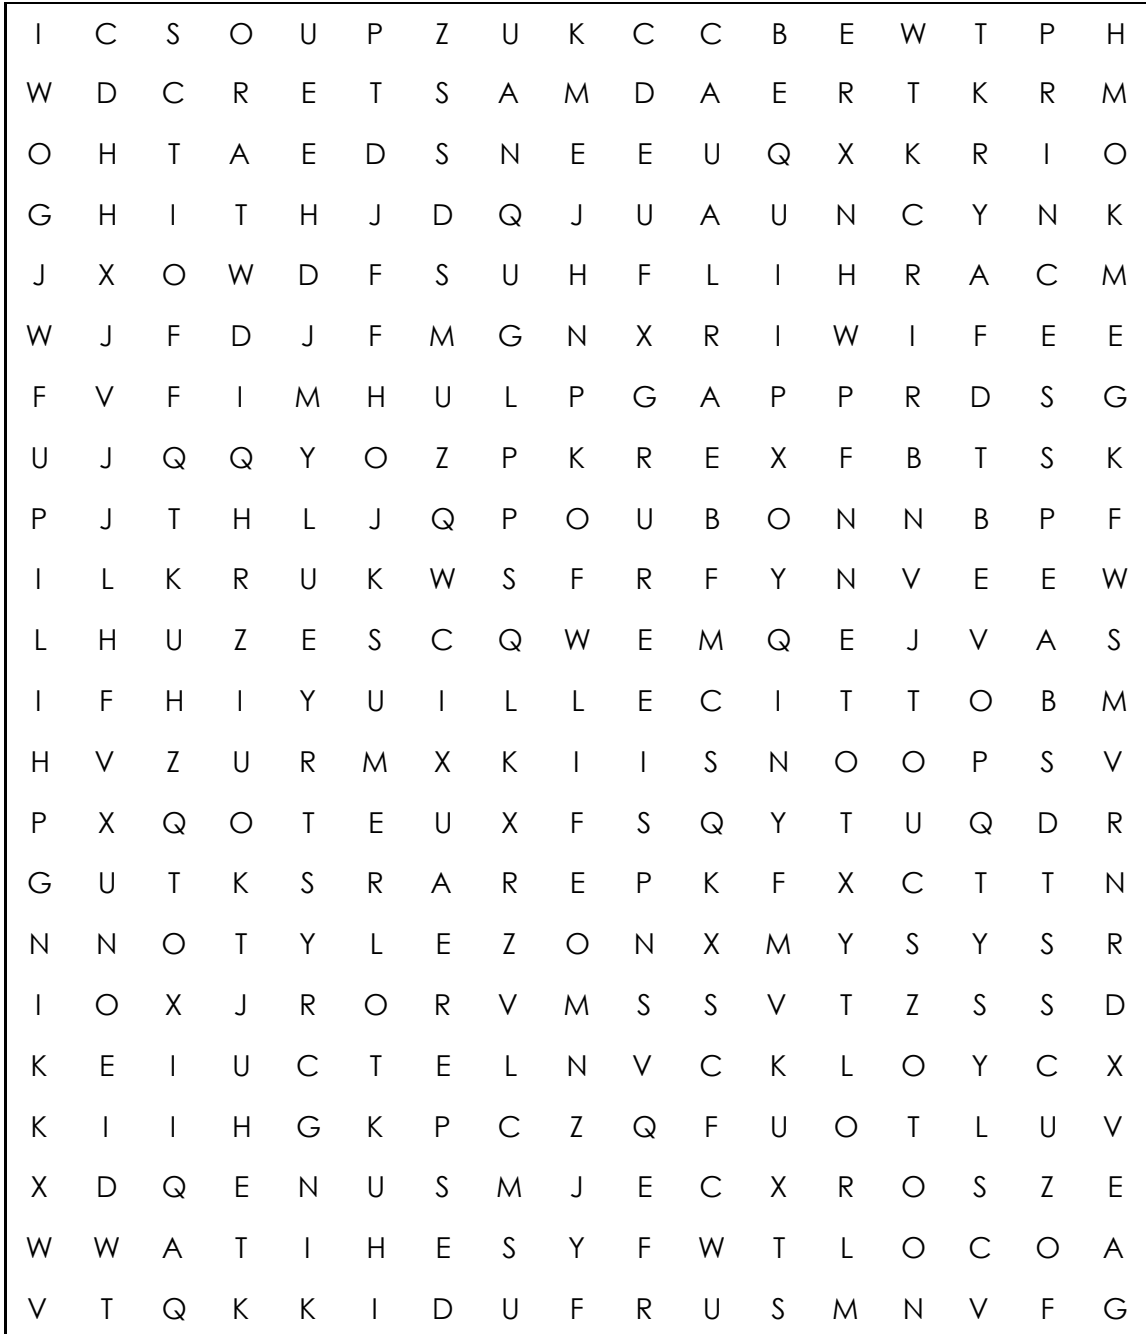 I C S O U P Z U K C C B E W T P H
W D C R E T S A M D A E R T K R M
O H T A E D S N E E U Q X K R I O
G H I T H J D Q J U A U N C Y N K
J X O W D F S U H F L I H R A C M
W J F D J F M G N X R I W I F E E
F V F I M H U L P G A P P R D S G
U J Q Q Y O Z P K R E X F B T S K
P J T H L J Q P O U B O N N B P F
I L K R U K W S F R F Y N V E E W
L H U Z E S C Q W E M Q E J V A S
I F H I Y U I L L E C I T T O B M
H V Z U R M X K I I S N O O P S V
P X Q O T E U X F S Q Y T U Q D R
G U T K S R A R E P K F X C T T N
N N O T Y L E Z O N X M Y S Y S R
I O X J R O R V M S S V T Z S S D
K E I U C T E L N V C K L O Y C X
K I I H G K P C Z Q F U O T L U V
X D Q E N U S M J E C X R O S Z E
W W A T I H E S Y F W T L O C O A
V T Q K K I D U F R U S M N V F G